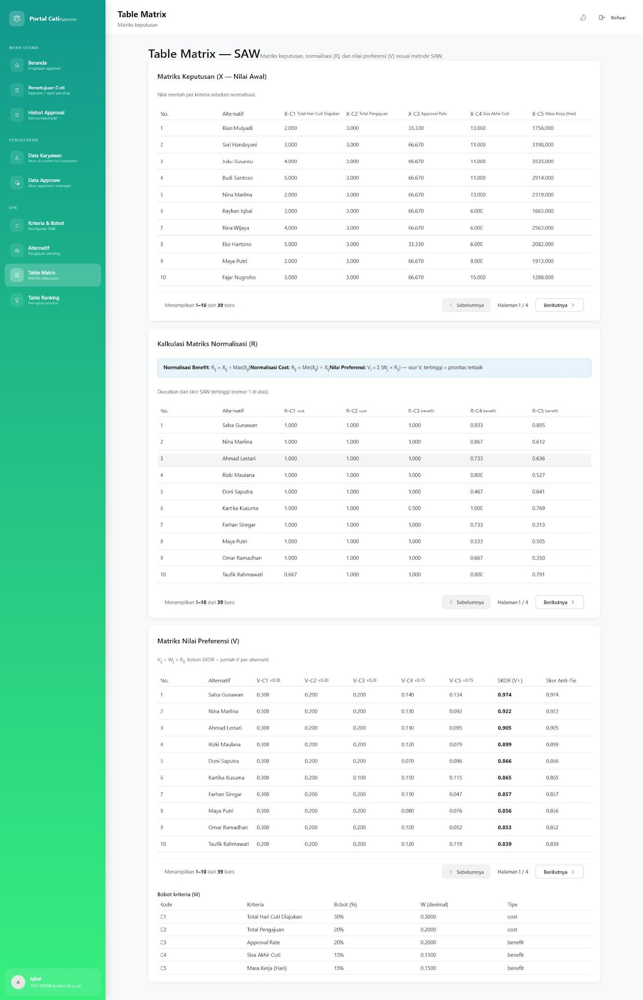 Portal Cuti Approver
MENU UTAMA
Beranda
Ringkasan approver
Persetujuan Cuti
Approve / reject pending
Histori Approval
Semua keputusan
PENGATURAN
Data Karyawan
Akun & master cuti karyawan
Data Approver
Akun approver / manager
SPK
Kriteria & Bobot
Konfigurasi SAW
Alternatif
Pengajuan pending
Table Matrix
Matriks keputusan
Table Ranking
Peringkat prioritas
A
iqbal
10231080@student.itk.ac.id
Table Matrix
Matriks keputusan
Keluar
Table Matrix — SAW Matriks keputusan, normalisasi (R), dan nilai preferensi (V) sesuai metode SAW.
Matriks Keputusan (X — Nilai Awal)
Nilai mentah per kriteria sebelum normalisasi.
No. Alternatif X-C1 Total Hari Cuti Diajukan X-C2 Total Pengajuan X-C3 Approval Rate X-C4 Sisa Akhir Cuti X-C5 Masa Kerja (Hari)
1 Rian Mulyadi 2.000 3.000 33.330 13.000 1756.000
2 Sari Handayani 3.000 3.000 66.670 11.000 3198.000
3 Joko Susanto 4.000 3.000 66.670 11.000 3535.000
4 Budi Santoso 5.000 3.000 66.670 11.000 2914.000
5 Nina Marlina 2.000 3.000 66.670 13.000 2319.000
6 Rayhan Iqbal 3.000 3.000 66.670 6.000 1663.000
7 Rina Wijaya 4.000 3.000 66.670 6.000 2563.000
8 Eko Hartono 5.000 3.000 33.330 6.000 2082.000
9 Maya Putri 2.000 3.000 66.670 8.000 1913.000
10 Fajar Nugroho 3.000 3.000 66.670 15.000 1288.000
Menampilkan 1–10 dari 39 baris Sebelumnya Halaman 1 / 4 Berikutnya
Kalkulasi Matriks Normalisasi (R)
Normalisasi Benefit: Rij = Xij ÷ Max(Xij)Normalisasi Cost: Rij = Min(Xij) ÷ XijNilai Preferensi: Vi = Σ (Wj × Rij) — skor Vi tertinggi = prioritas terbaik
Diurutkan dari skor SAW tertinggi (nomor 1 di atas).
No. Alternatif R-C1 cost R-C2 cost R-C3 benefit R-C4 benefit R-C5 benefit
1 Salsa Gunawan 1.000 1.000 1.000 0.933 0.895
2 Nina Marlina 1.000 1.000 1.000 0.867 0.612
3 Ahmad Lestari 1.000 1.000 1.000 0.733 0.636
4 Rizki Maulana 1.000 1.000 1.000 0.800 0.527
5 Doni Saputra 1.000 1.000 1.000 0.467 0.641
6 Kartika Kusuma 1.000 1.000 0.500 1.000 0.769
7 Farhan Siregar 1.000 1.000 1.000 0.733 0.313
8 Maya Putri 1.000 1.000 1.000 0.533 0.505
9 Omar Ramadhan 1.000 1.000 1.000 0.667 0.350
10 Taufik Rahmawati 0.667 1.000 1.000 0.800 0.791
Menampilkan 1–10 dari 39 baris Sebelumnya Halaman 1 / 4 Berikutnya
Matriks Nilai Preferensi (V)
Vij = Wj × Rij. Kolom SKOR = jumlah V per alternatif.
No. Alternatif V-C1 ×0.30 V-C2 ×0.20 V-C3 ×0.20 V-C4 ×0.15 V-C5 ×0.15 SKOR (V i ) Skor Anti-Tie
1 Salsa Gunawan 0.300 0.200 0.200 0.140 0.134 0.974 0.974
2 Nina Marlina 0.300 0.200 0.200 0.130 0.092 0.922 0.922
3 Ahmad Lestari 0.300 0.200 0.200 0.110 0.095 0.905 0.905
4 Rizki Maulana 0.300 0.200 0.200 0.120 0.079 0.899 0.899
5 Doni Saputra 0.300 0.200 0.200 0.070 0.096 0.866 0.866
6 Kartika Kusuma 0.300 0.200 0.100 0.150 0.115 0.865 0.865
7 Farhan Siregar 0.300 0.200 0.200 0.110 0.047 0.857 0.857
8 Maya Putri 0.300 0.200 0.200 0.080 0.076 0.856 0.856
9 Omar Ramadhan 0.300 0.200 0.200 0.100 0.052 0.853 0.852
10 Taufik Rahmawati 0.200 0.200 0.200 0.120 0.119 0.839 0.839
Menampilkan 1–10 dari 39 baris Sebelumnya Halaman 1 / 4 Berikutnya
Bobot kriteria (W)
Kode Kriteria Bobot (%) W (desimal) Tipe
C1 Total Hari Cuti Diajukan 30% 0.3000 cost
C2 Total Pengajuan 20% 0.2000 cost
C3 Approval Rate 20% 0.2000 benefit
C4 Sisa Akhir Cuti 15% 0.1500 benefit
C5 Masa Kerja (Hari) 15% 0.1500 benefit